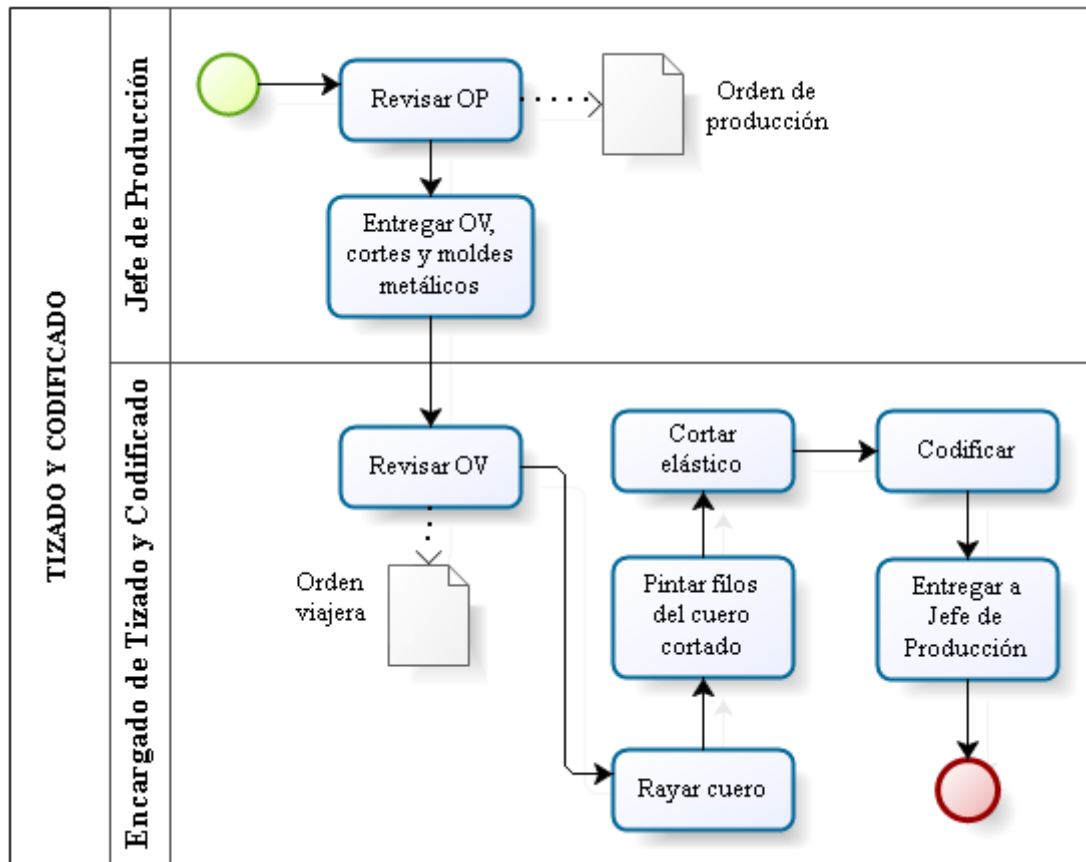 TIZADO Y CODIFICADO
Jefe de Producción
Revisar OP
Orden de
producción
Entregar OV,
cortes y moldes
metálicos
Encargado de Tizado y Codificado
Revisar OV
Orden
viajera
Rayar cuero
Pintar filos
del cuero
cortado
Cortar
elástico
Codificar
Entregar a
Jefe de
Producción